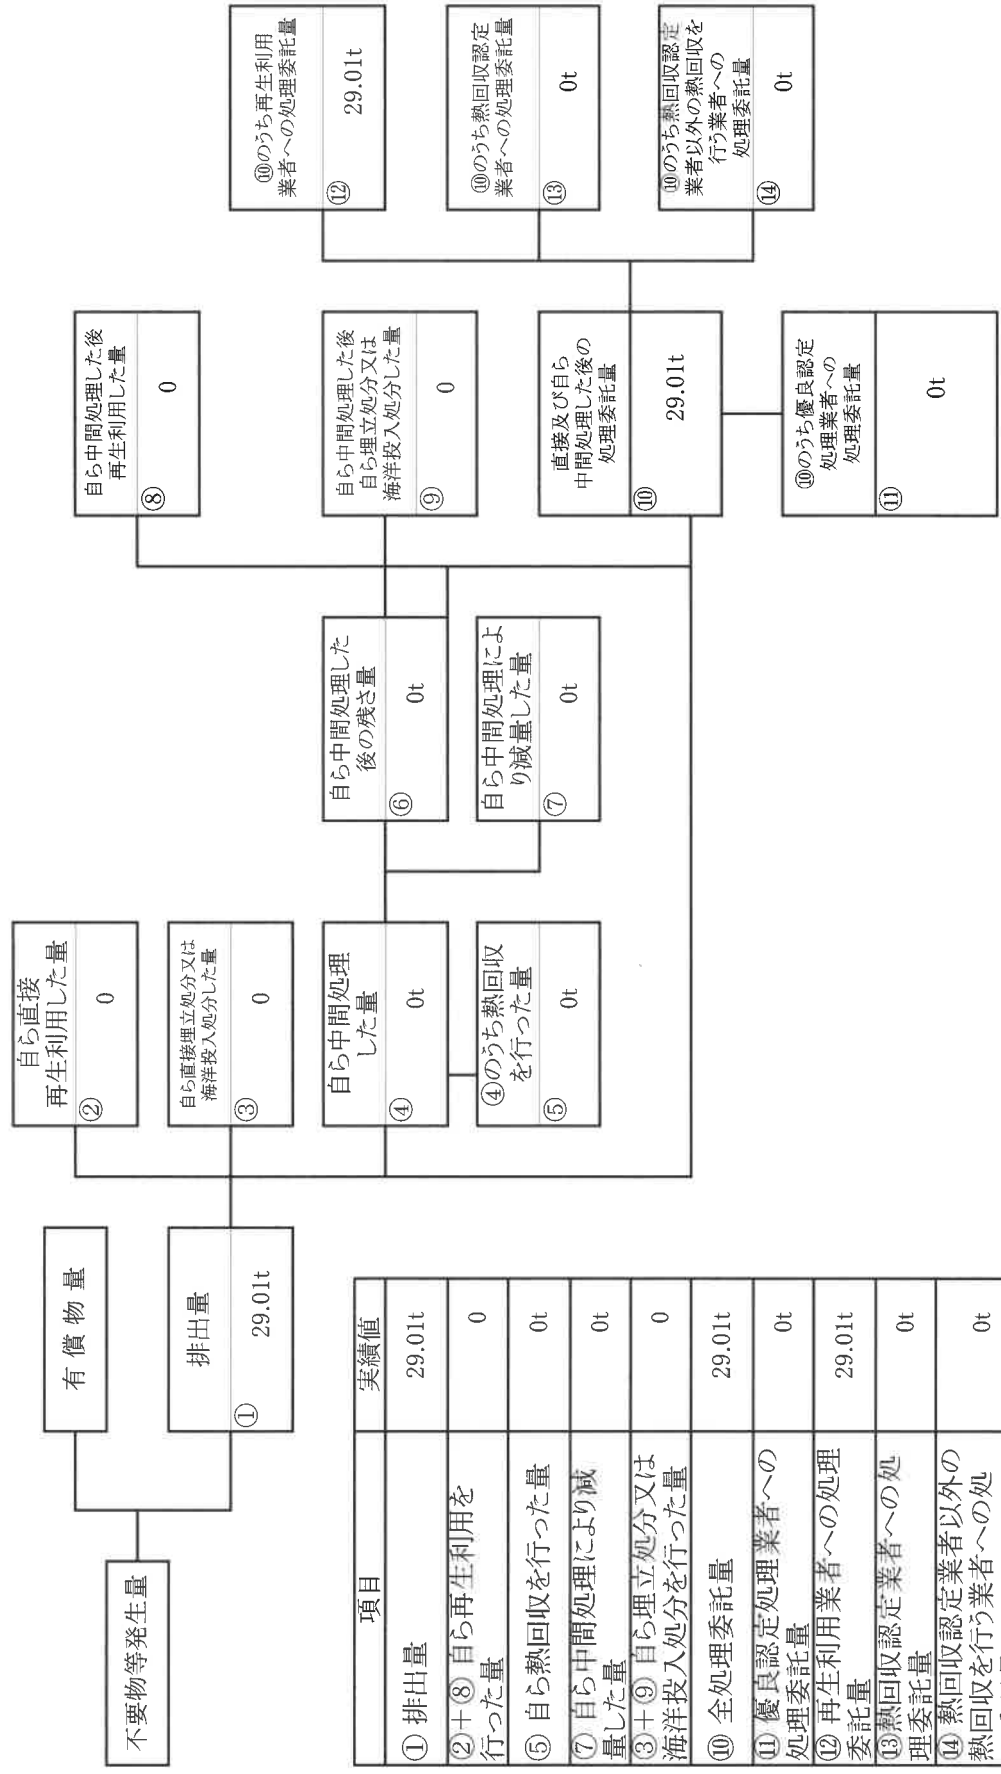 不要物等発生量
有償物量
排出量
① 29.01t
自ら直接
再生利用した量
② 0
自ら直接埋立処分又は
海洋投入処分した量
③ 0
自ら中間処理
した量
④ 0t
④のうち熱回収
を行った量
⑤ 0t
自ら中間処理した
後の残さ量
⑥ 0t
自ら中間処理によ
り減量した量
⑦ 0t
自ら中間処理した後
再生利用した量
⑧ 0
自ら中間処理した後
自ら埋立処分又は
海洋投入処分した量
⑨ 0
直接及び自ら
中間処理した後の
処理委託量
⑩ 29.01t
⑩のうち優良認定
処理業者への
処理委託量
⑪ 0t
⑩のうち再生利用
業者への処理委託量
⑫ 29.01t
⑩のうち熱回収認定
業者への処理委託量
⑬ 0t
⑩のうち熱回収認定
業者以外の熱回収を
行う業者への
処理委託量
⑭ 0t
項目 実績値
① 排出量 29.01t
②+⑧ 自ら再生利用を
行った量 0
⑤ 自ら熱回収を行った量 0t
⑦ 自ら中間処理により減
量した量 0t
③+⑨ 自ら埋立処分又は
海洋投入処分を行った量 0
⑩ 全処理委託量 29.01t
⑪ 優良認定処理業者への
処理委託量 0t
⑫ 再生利用業者への処理
委託量 29.01t
⑬熱回収認定業者への処
理委託量 0t
⑭ 熱回収認定業者以外の
熱回収を行う業者への処 0t